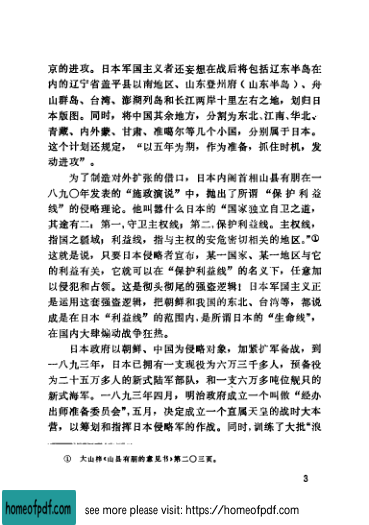 京的进攻。日本军国主义者还妄想在战后将包括辽东半岛在
内的辽宁省盖平县以南地区、山东登州府（山东半岛）、舟
山群岛、台湾、澎湖列岛和长江两岸十里左右之地，划归日
本版图。同时，将中国其余地方，分割为东北、江南、华北、
青藏、内外蒙、甘肃、准噶尔等几个小国，分别属于日本。
这个计划还规定，“以五年为期，作为准备，抓住时机，发
动进攻”。
为了制造对外扩张的借口，日本内阁首相山县有朋在一
八九〇年发表的“施政演说”中，抛出了所谓“保护利益
线”的侵略理论。他叫嚣什么日本的“国家独立自卫之道，
其途有二：第一，守卫主权线；第二，保护利益线。主权线，
指国之疆域；利益线，指与主权的安危密切相关的地区。”①
这就是说，只要日本侵略者宣布，某一国家、某一地区与它
的利益有关，它就可以在“保护利益线”的名义下，任意加
以侵犯和占领。这是彻头彻尾的强盗逻辑！日本军国主义正
是运用这套强盗逻辑，把朝鲜和我国的东北、台湾等，都说
成是在日本“利益线”的范围内，是所谓日本的“生命线”，
在国内大肆煽动战争狂热。
日本政府以朝鲜、中国为侵略对象，加紧扩军备战，到
一八九三年，日本已拥有一支现役为六万三千多人，预备役
为二十五万多人的新式陆军部队，和一支六万多吨位舰只的
新式海军。一八九三年四月，明治政府成立一个叫做“经办
出师准备委员会”，五月，决定成立一个直属天皇的战时大本
营，以筹划和指挥日本侵略军的作战。同时，训练了大批“浪
① 大山梓《山县有朋的意见书》第二〇三页。
3
homeofpdf.com
see more please visit: https://homeofpdf.com